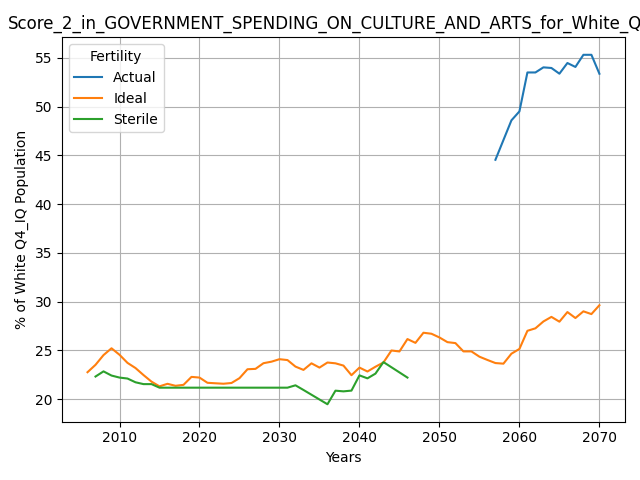 Score_2_in_GOVERNMENT_SPENDING_ON_CULTURE_AND_ARTS_for_White_Q
Fertility
Actual
Ideal
Sterile
% of White Q4_IQ Population
55
50
45
40
35
30
25
20
2010
2020
2030
2040
2050
2060
2070
Years